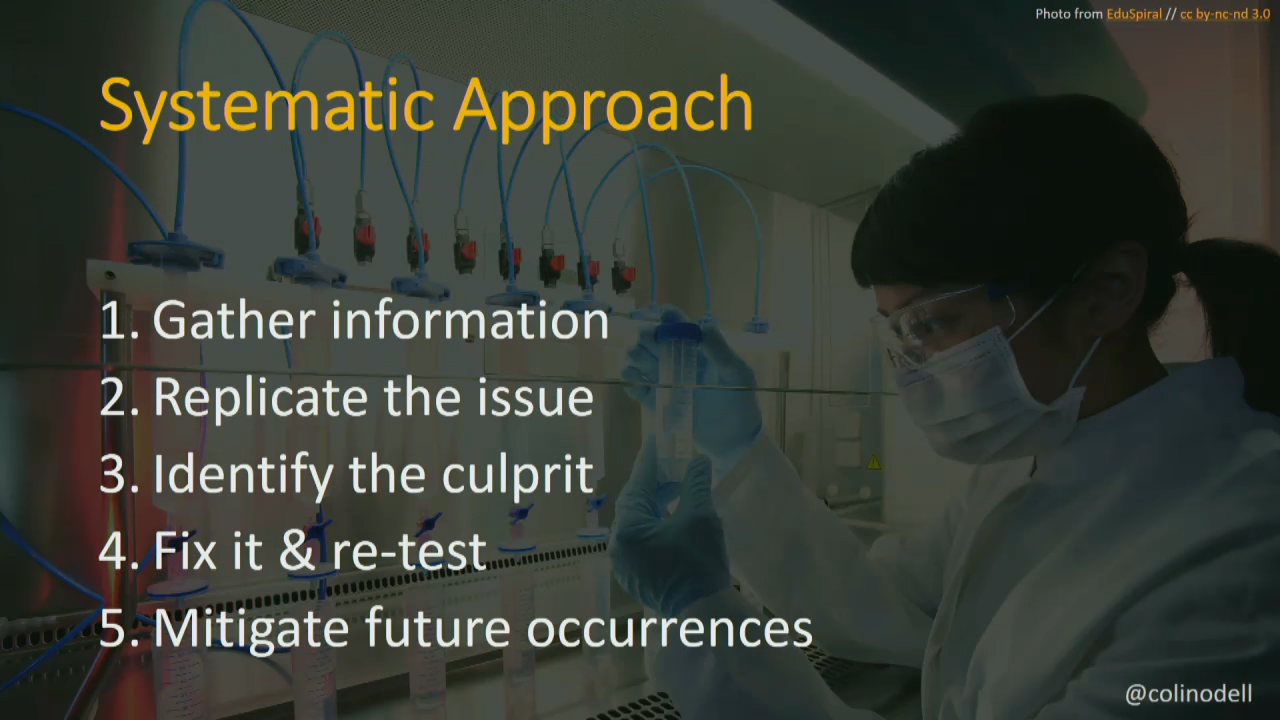 Photo from EduSpiral // cc by-nc-nd 3.0
Systematic Approach
1. Gather information
2. Replicate the issue
3. Identify the culprit
4. Fix it & re-test
5. Mitigate future occurrences
@colinodell